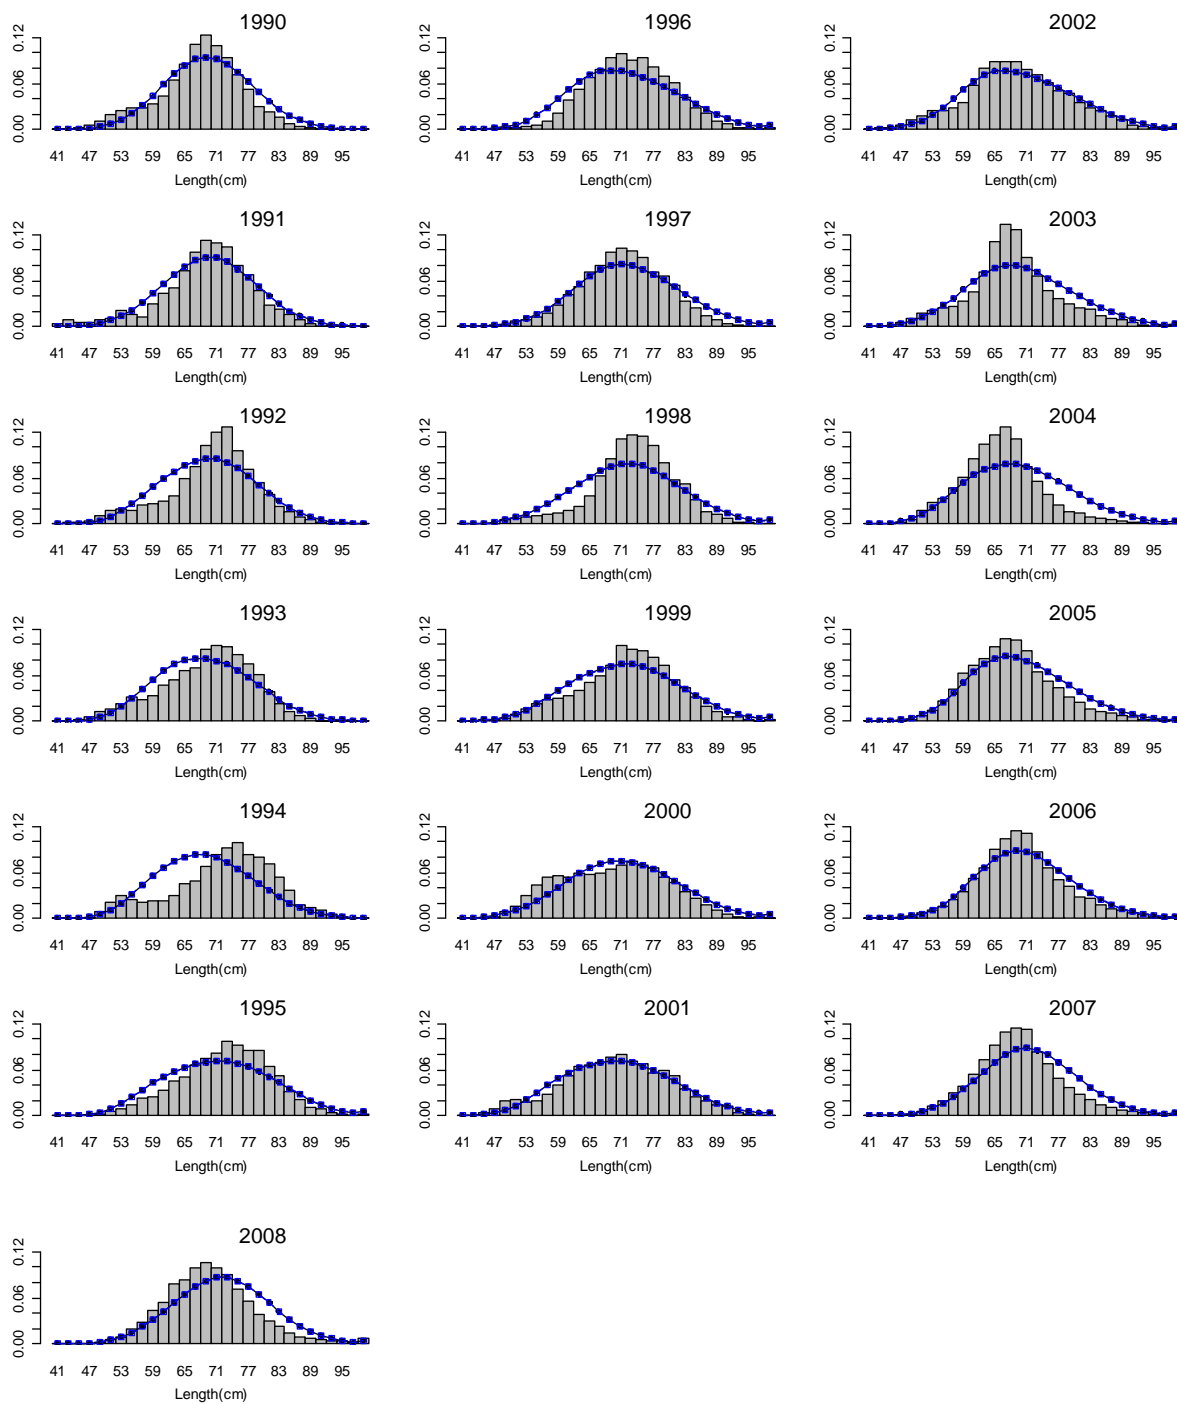 1990 1996 2002
0.00 0.06 0.12 0.00 0.06 0.12 0.00 0.06 0.12
41 47 53 59 65 71 77 83 89 95 41 47 53 59 65 71 77 83 89 95 41 47 53 59 65 71 77 83 89 95
Length(cm) Length(cm) Length(cm)
1991 1997 2003
0.00 0.06 0.12 0.00 0.06 0.12 0.00 0.06 0.12
41 47 53 59 65 71 77 83 89 95 41 47 53 59 65 71 77 83 89 95 41 47 53 59 65 71 77 83 89 95
Length(cm) Length(cm) Length(cm)
1992 1998 2004
0.00 0.06 0.12 0.00 0.06 0.12 0.00 0.06 0.12
41 47 53 59 65 71 77 83 89 95 41 47 53 59 65 71 77 83 89 95 41 47 53 59 65 71 77 83 89 95
Length(cm) Length(cm) Length(cm)
1993 1999 2005
0.00 0.06 0.12 0.00 0.06 0.12 0.00 0.06 0.12
41 47 53 59 65 71 77 83 89 95 41 47 53 59 65 71 77 83 89 95 41 47 53 59 65 71 77 83 89 95
Length(cm) Length(cm) Length(cm)
1994 2000 2006
0.00 0.06 0.12 0.00 0.06 0.12 0.00 0.06 0.12
41 47 53 59 65 71 77 83 89 95 41 47 53 59 65 71 77 83 89 95 41 47 53 59 65 71 77 83 89 95
Length(cm) Length(cm) Length(cm)
1995 2001 2007
0.00 0.06 0.12 0.00 0.06 0.12 0.00 0.06 0.12
41 47 53 59 65 71 77 83 89 95 41 47 53 59 65 71 77 83 89 95 41 47 53 59 65 71 77 83 89 95
Length(cm) Length(cm) Length(cm)
2008
0.00 0.06 0.12
41 47 53 59 65 71 77 83 89 95
Length(cm)